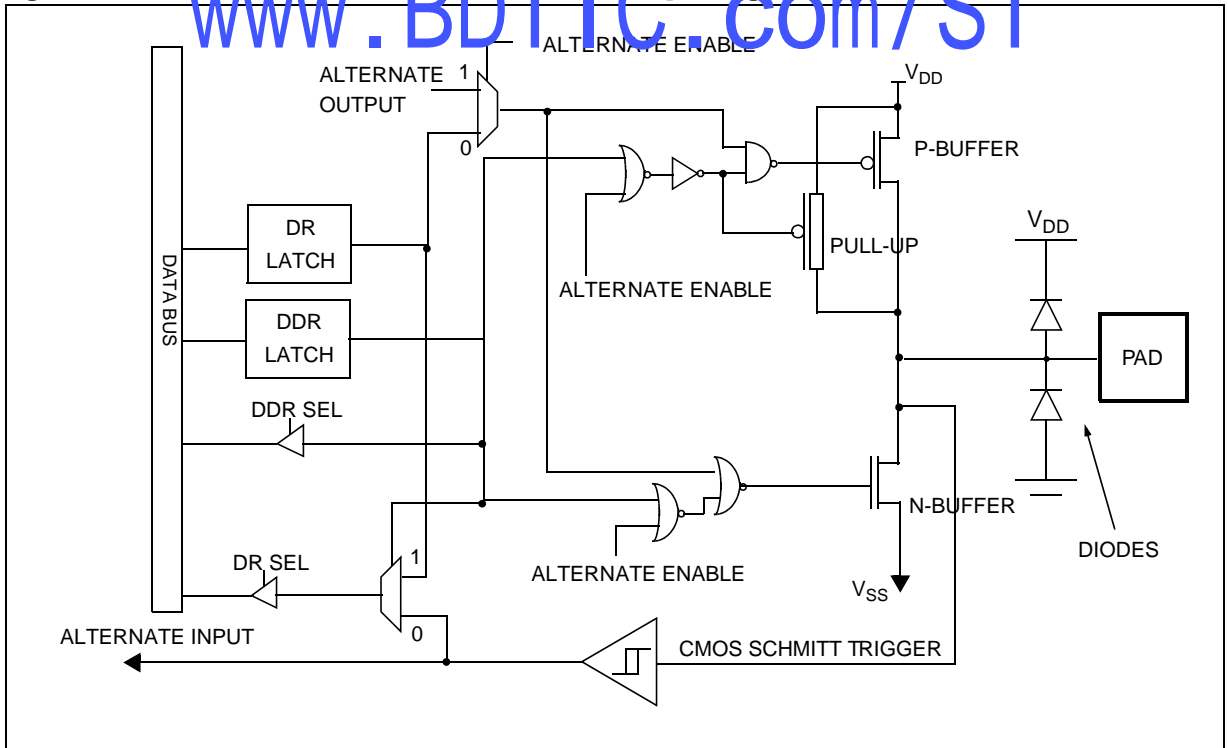 www.BDTIC.com/ST
ALTERNATE ENABLE
ALTERNATE
OUTPUT
1
0
VDD
P-BUFFER
DR
LATCH
PULL-UP
VDD
ALTERNATE ENABLE
DATA BUS
DDR
LATCH
PAD
DDR SEL
N-BUFFER
DIODES
DR SEL
1
ALTERNATE ENABLE
VSS
ALTERNATE INPUT
0
CMOS SCHMITT TRIGGER